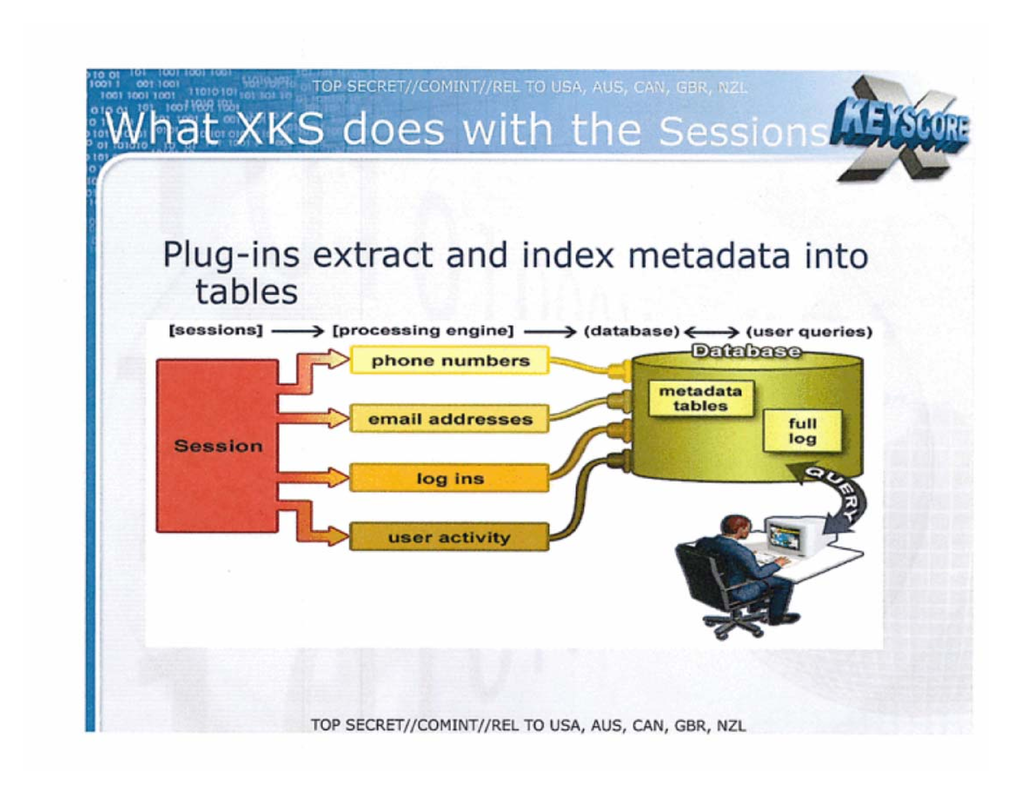 TOP SECRET//COMINT//REL TO USA, AUS, CAN, GBR, NZL
What XKS does with the Sessions
X KEYSCORE
Plug-ins extract and index metadata into
tables
[sessions] → [processing engine] → (database) ↔ (user queries)
Database
phone numbers
metadata
tables
email addresses
full
log
Session
log ins
QUERY
user activity
TOP SECRET//COMINT//REL TO USA, AUS, CAN, GBR, NZL